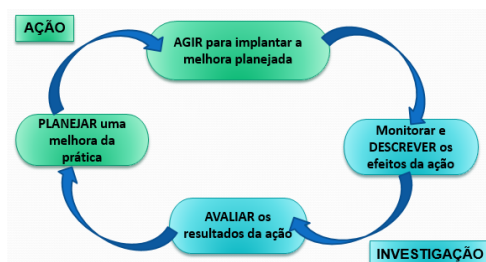 AÇÃO
AGIR para implantar a
melhora planejada
PLANEJAR uma
melhora da
prática
Monitorar e
DESCREVER os
efeitos da ação
AVALIAR os
resultados da ação
INVESTIGAÇÃO